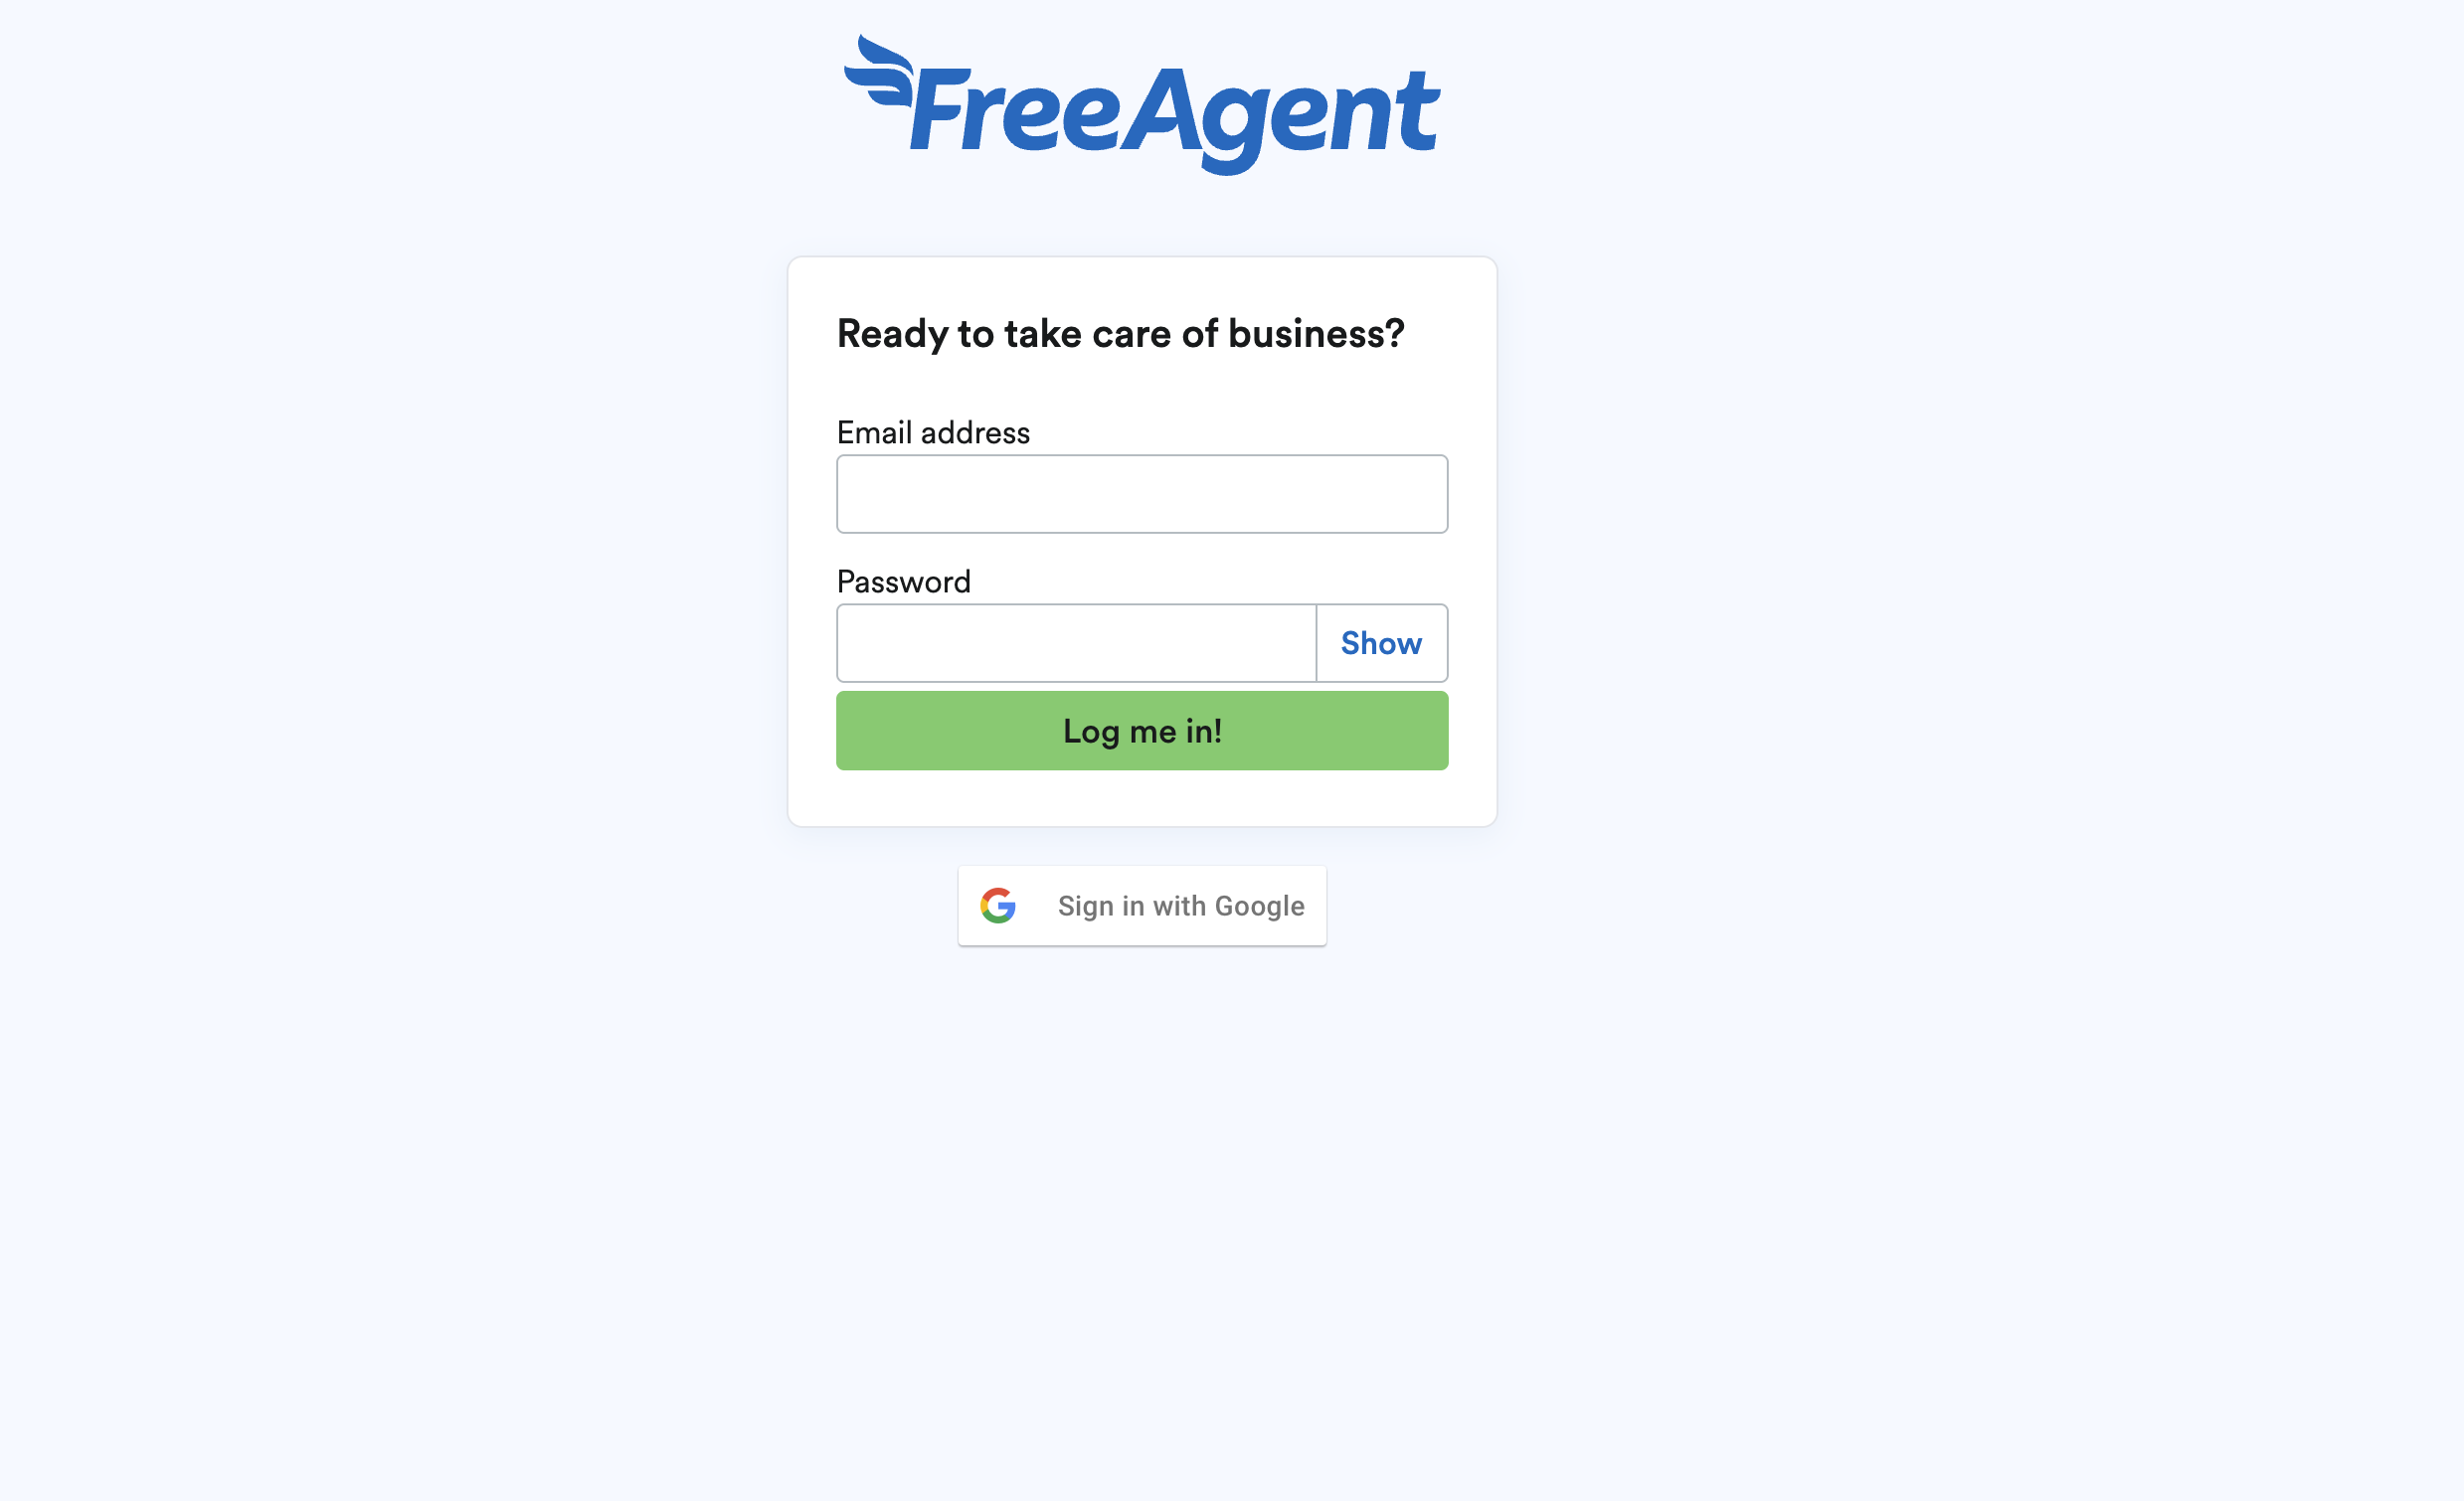 FreeAgent
Ready to take care of business?
Email address
Password
Show
Log me in!
Sign in with Google